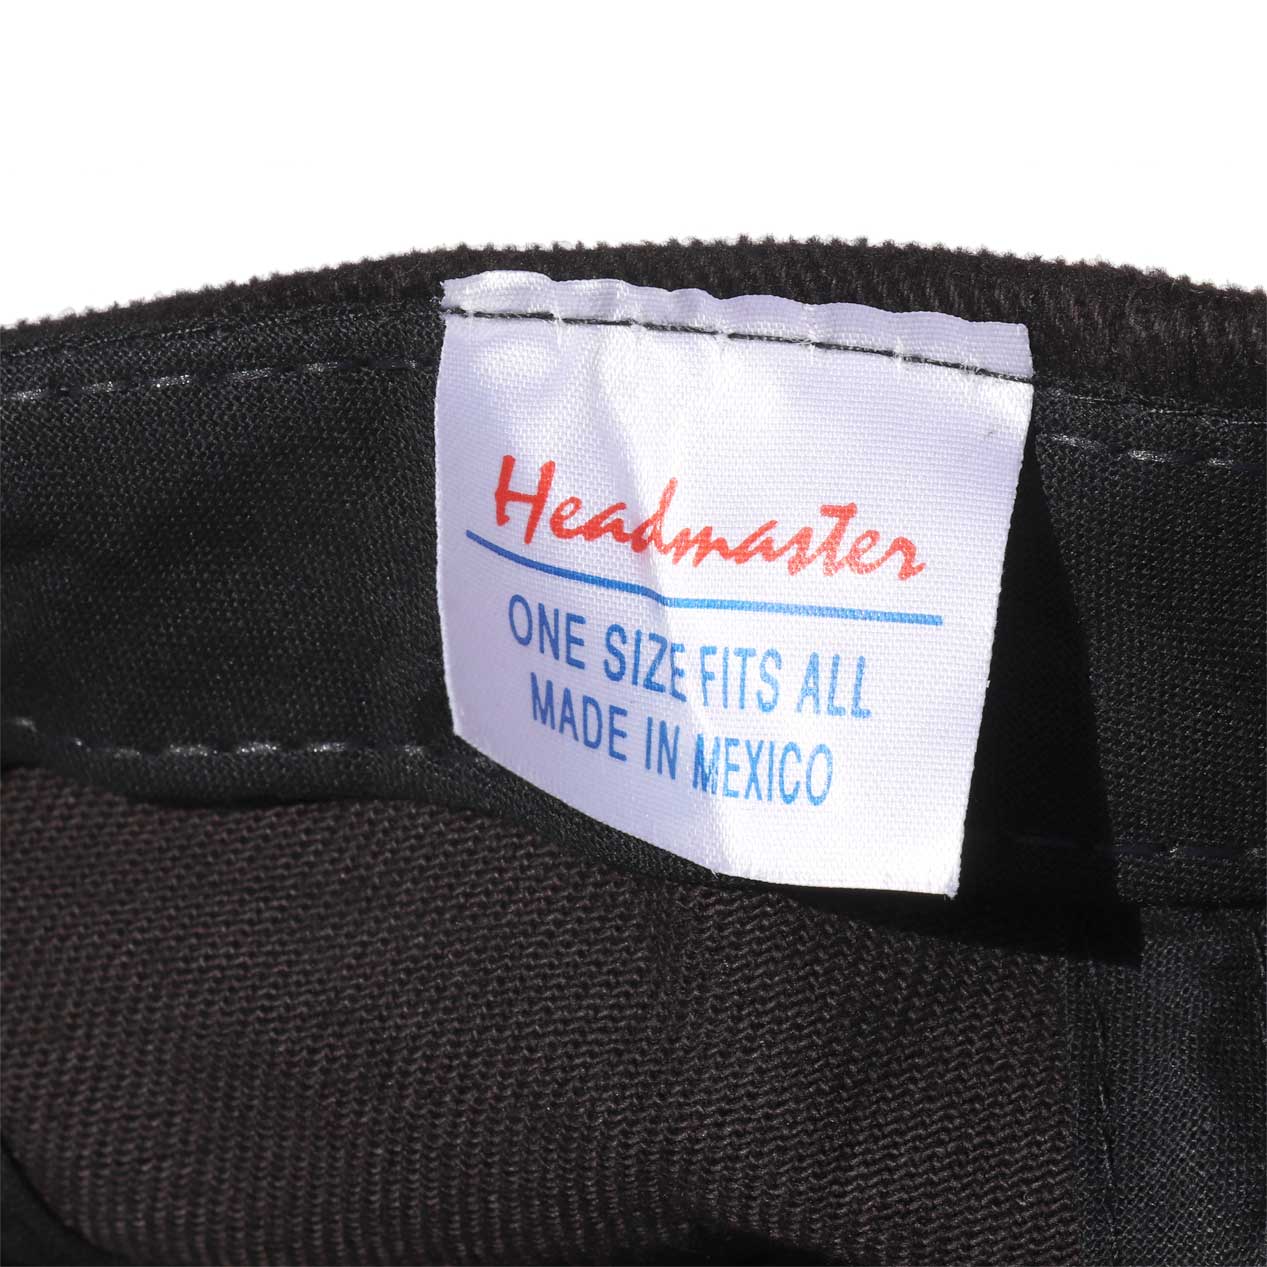 Headmaster
ONE SIZE FITS ALL
MADE IN MEXICO